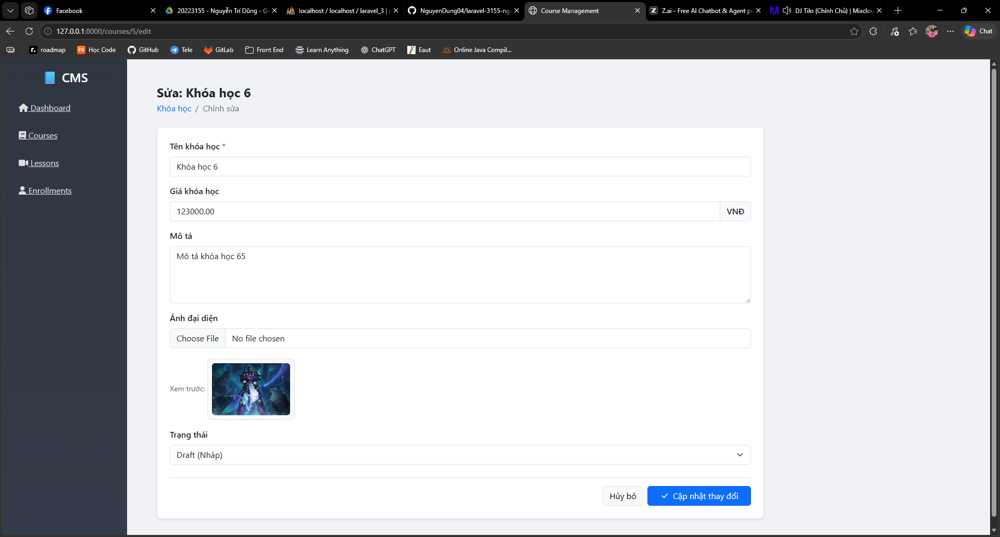 Facebook
20223155 - Nguyễn Trí Dũng - Go
localhost / localhost / laravel_3 | p
NguyenDung04/laravel-3155-ngu
Course Management
Z.ai - Free AI Chatbot & Agent po
DJ Tilo (Chính Chủ) | Mixclou
127.0.0.1:8000/courses/5/edit
Chat
roadmap
F8 Học Code
GitHub
Tele
GitLab
Front End
Learn Anything
ChatGPT
Eaut
Online Java Compil...
CMS
Dashboard
Courses
Lessons
Enrollments
Sửa: Khóa học 6
Khóa học / Chỉnh sửa
Tên khóa học *
Khóa học 6
Giá khóa học
123000.00 VNĐ
Mô tả
Mô tả khóa học 65
Ảnh đại diện
Choose File No file chosen
Xem trước:
Trạng thái
Draft (Nháp)
Hủy bỏ Cập nhật thay đổi